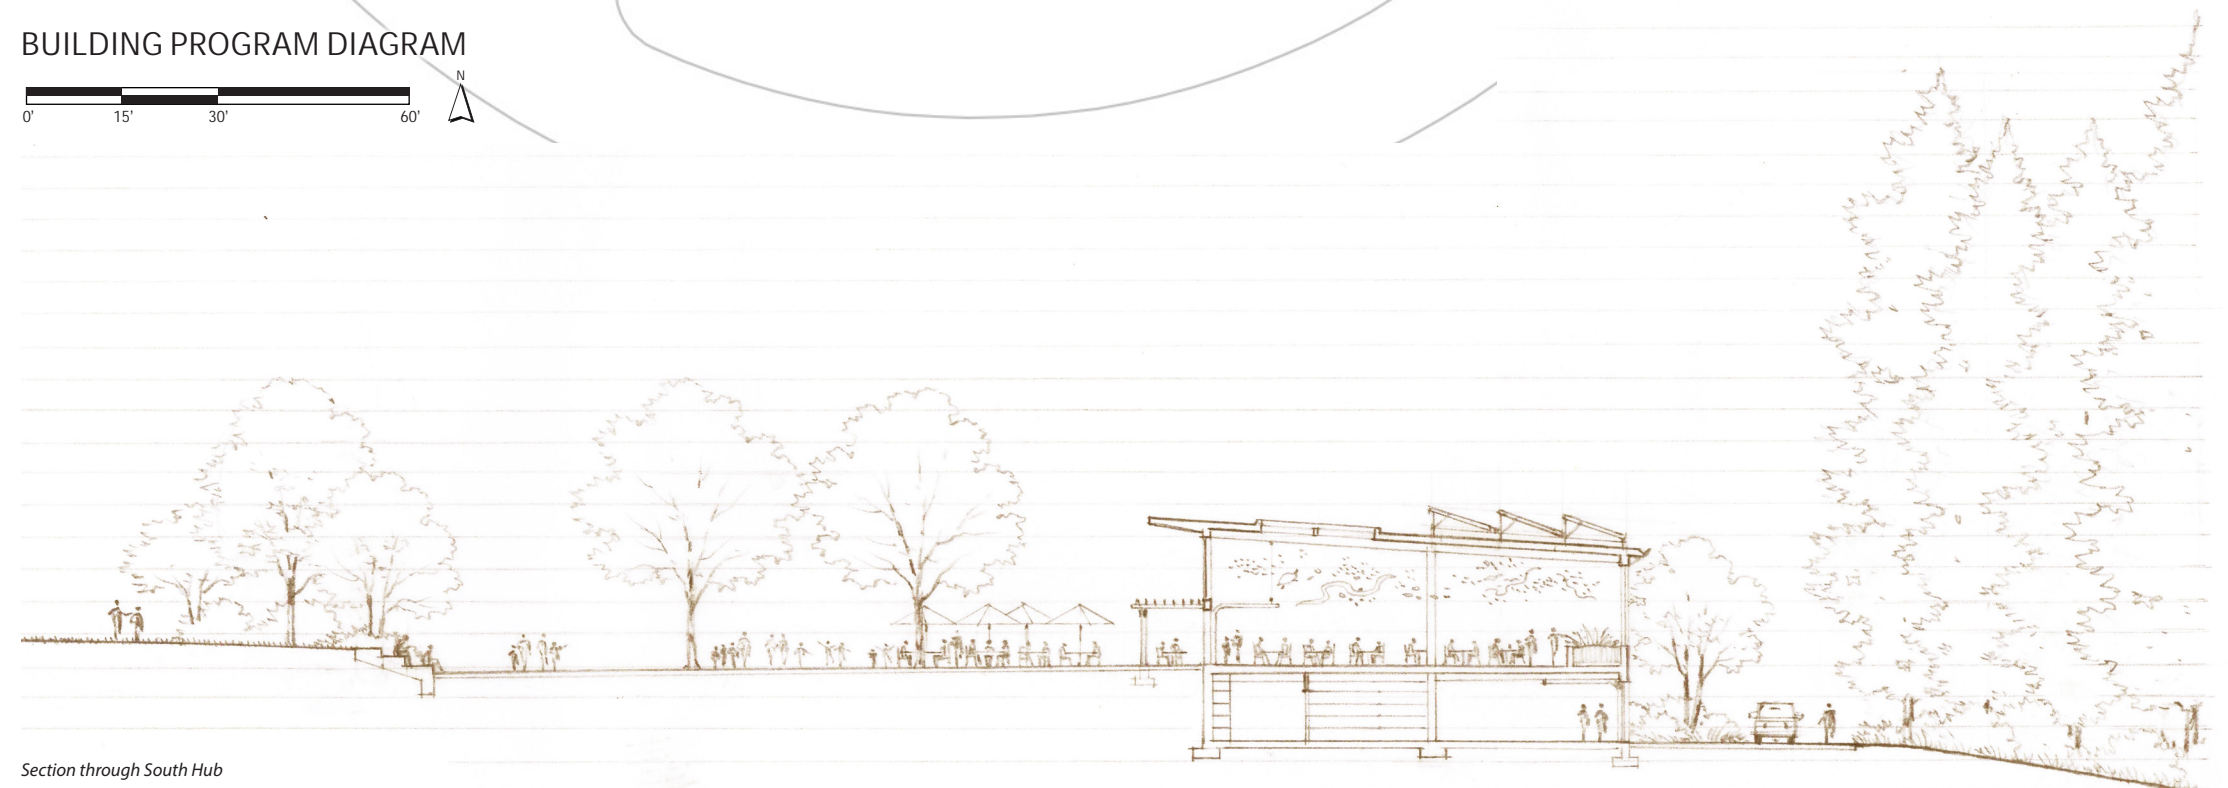 BUILDING PROGRAM DIAGRAM
N
0' 15' 30' 60'
Section through South Hub